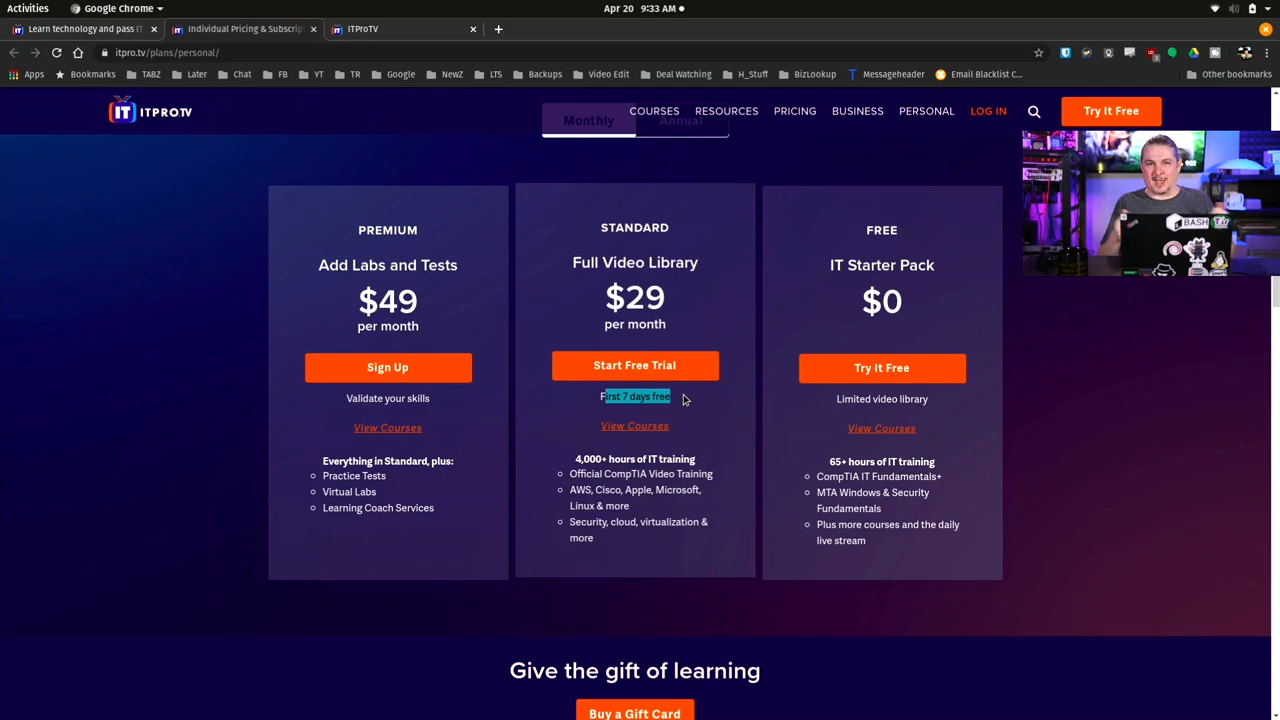 Activities
Google Chrome
Apr 20 9:33 AM
Learn technology and pass IT
Individual Pricing & Subscript
ITProTV
itpro.tv/plans/personal/
Apps
Bookmarks
TABZ
Later
Chat
FB
YT
TR
Google
NewZ
LTS
Backups
Video Edit
Deal Watching
H_Stuff
BizLookup
Messageheader
Email Blacklist C...
Other bookmarks
IT ITPRO.TV
Monthly
Annual
COURSES
RESOURCES
PRICING
BUSINESS
PERSONAL
LOG IN
Try It Free
PREMIUM
Add Labs and Tests
$49
per month
Sign Up
Validate your skills
View Courses
Everything in Standard, plus:
Practice Tests
Virtual Labs
Learning Coach Services
STANDARD
Full Video Library
$29
per month
Start Free Trial
First 7 days free
View Courses
4,000+ hours of IT training
Official CompTIA Video Training
AWS, Cisco, Apple, Microsoft,
Linux & more
Security, cloud, virtualization &
more
FREE
IT Starter Pack
$0
Try It Free
Limited video library
View Courses
65+ hours of IT training
CompTIA IT Fundamentals+
MTA Windows & Security
Fundamentals
Plus more courses and the daily
live stream
BASH
Give the gift of learning
Buy a Gift Card